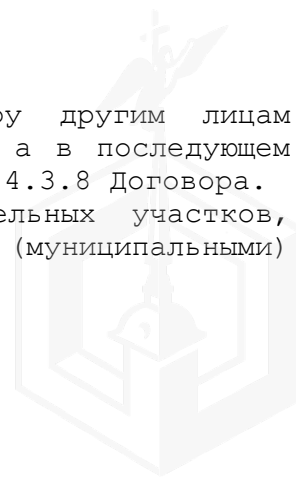 ру другим лицам
а в последующем
4.3.8 Договора.
ельных участков,
(муниципальными)